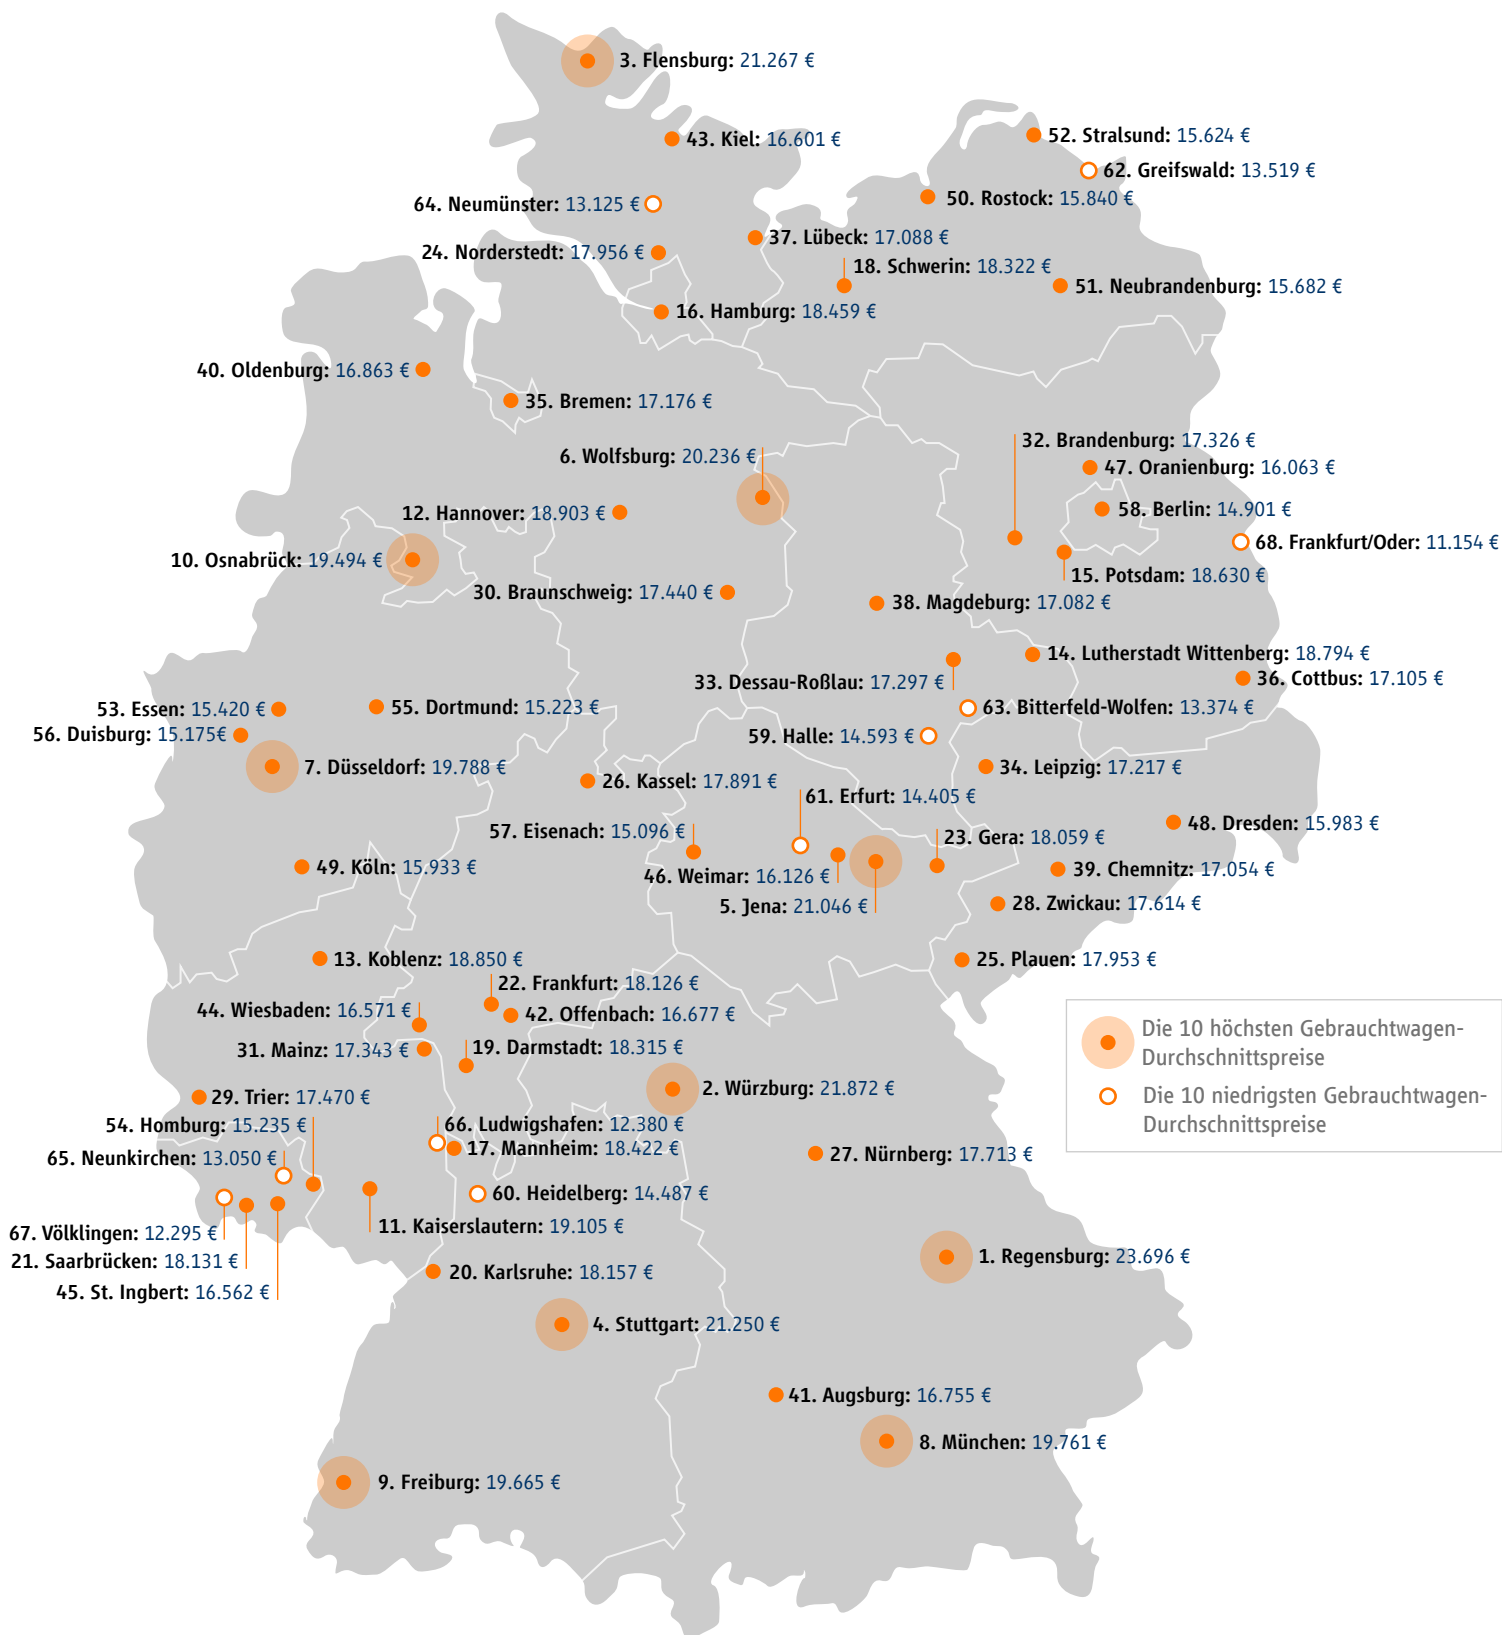 3. Flensburg: 21.267 €
43. Kiel: 16.601 €
52. Stralsund: 15.624 €
62. Greifswald: 13.519 €
50. Rostock: 15.840 €
64. Neumünster: 13.125 €
37. Lübeck: 17.088 €
24. Norderstedt: 17.956 €
18. Schwerin: 18.322 €
51. Neubrandenburg: 15.682 €
16. Hamburg: 18.459 €
40. Oldenburg: 16.863 €
35. Bremen: 17.176 €
32. Brandenburg: 17.326 €
6. Wolfsburg: 20.236 €
47. Oranienburg: 16.063 €
12. Hannover: 18.903 €
58. Berlin: 14.901 €
68. Frankfurt/Oder: 11.154 €
10. Osnabrück: 19.494 €
15. Potsdam: 18.630 €
30. Braunschweig: 17.440 €
38. Magdeburg: 17.082 €
14. Lutherstadt Wittenberg: 18.794 €
36. Cottbus: 17.105 €
33. Dessau-Roßlau: 17.297 €
53. Essen: 15.420 €
55. Dortmund: 15.223 €
63. Bitterfeld-Wolfen: 13.374 €
56. Duisburg: 15.175€
59. Halle: 14.593 €
7. Düsseldorf: 19.788 €
34. Leipzig: 17.217 €
26. Kassel: 17.891 €
61. Erfurt: 14.405 €
57. Eisenach: 15.096 €
23. Gera: 18.059 €
48. Dresden: 15.983 €
49. Köln: 15.933 €
46. Weimar: 16.126 €
39. Chemnitz: 17.054 €
5. Jena: 21.046 €
28. Zwickau: 17.614 €
13. Koblenz: 18.850 €
25. Plauen: 17.953 €
22. Frankfurt: 18.126 €
44. Wiesbaden: 16.571 €
42. Offenbach: 16.677 €
31. Mainz: 17.343 €
19. Darmstadt: 18.315 €
Die 10 höchsten Gebrauchtwagen-
Durchschnittspreise
Die 10 niedrigsten Gebrauchtwagen-
Durchschnittspreise
2. Würzburg: 21.872 €
29. Trier: 17.470 €
54. Homburg: 15.235 €
66. Ludwigshafen: 12.380 €
65. Neunkirchen: 13.050 €
17. Mannheim: 18.422 €
27. Nürnberg: 17.713 €
60. Heidelberg: 14.487 €
67. Völklingen: 12.295 €
11. Kaiserslautern: 19.105 €
21. Saarbrücken: 18.131 €
1. Regensburg: 23.696 €
20. Karlsruhe: 18.157 €
45. St. Ingbert: 16.562 €
4. Stuttgart: 21.250 €
41. Augsburg: 16.755 €
8. München: 19.761 €
9. Freiburg: 19.665 €